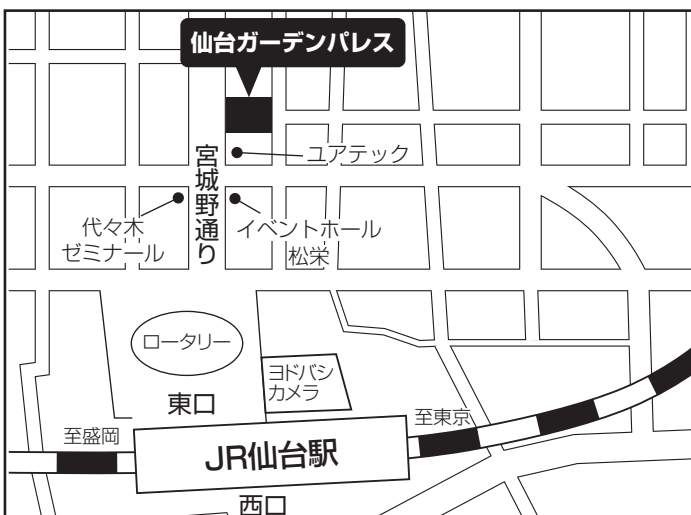 仙台ガーデンパレス
ユアテック
宮城野通り
代々木
ゼミナール
イベントホール
松栄
ロータリー
ヨドバシ
カメラ
東口
至盛岡
至東京
JR仙台駅
西口